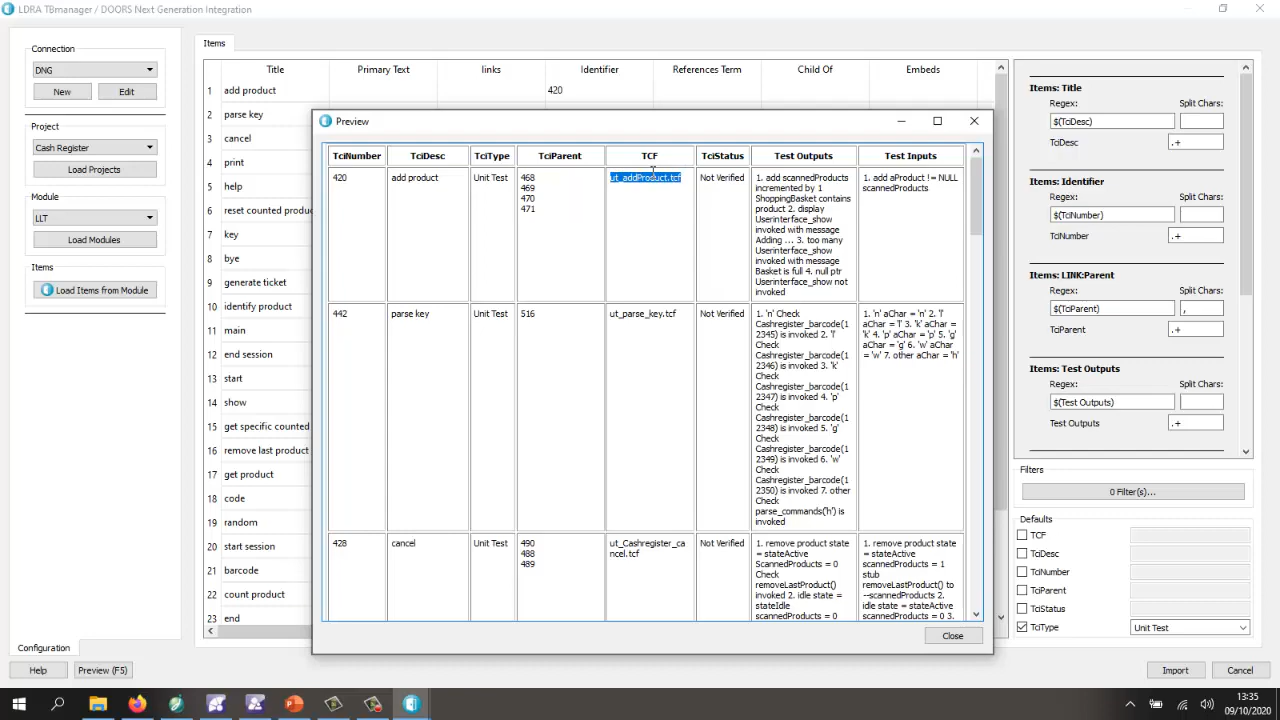 LDRA TBmanager / DOORS Next Generation Integration
Connection
DNG
New Edit
Project
Cash Register
Load Projects
Module
LLT
Load Modules
Items
Load Items from Module
Configuration
Help Preview (F5)
Items
Title Primary Text links Identifier References Term Child Of Embeds
1 add product 420
2 parse key
3 cancel
4 print
5 help
6 reset counted produc
7 key
8 bye
9 generate ticket
10 identify product
11 main
12 end session
13 start
14 show
15 get specific counted
16 remove last product
17 get product
18 code
19 random
20 start session
21 barcode
22 count product
23 end
Preview
TciNumber TciDesc TciType TciParent TCF TciStatus Test Outputs Test Inputs
420
add product
Unit Test
468
469
470
471
ut_addProduct.tcf
Not Verified
1. add scannedProducts
incremented by 1
ShoppingBasket contains
product 2. display
Userinterface_show
invoked with message
Adding ... 3. too many
Userinterface_show
invoked with message
Basket is full 4. null ptr
Userinterface_show not
invoked
1. add aProduct != NULL
scannedProducts
442
parse key
Unit Test
516
ut_parse_key.tcf
Not Verified
1. 'n' Check
Cashregister_barcode(1
2345) is invoked 2. 'l'
Check
Cashregister_barcode(1
2346) is invoked 3. 'k'
Check
Cashregister_barcode(1
2347) is invoked 4. 'p'
Check
Cashregister_barcode(1
2348) is invoked 5. 'g'
Check
Cashregister_barcode(1
2349) is invoked 6. 'w'
Check
Cashregister_barcode(1
2350) is invoked 7. other
Check
parse_commands('h') is
invoked
1. 'n' aChar = 'n' 2. 'l'
aChar = 'l' 3. 'k' aChar =
'k' 4. 'p' aChar = 'p' 5. 'g'
aChar = 'g' 6. 'w' aChar
= 'w' 7. other aChar = 'h'
428
cancel
Unit Test
490
488
489
ut_Cashregister_ca
ncel.tcf
Not Verified
1. remove product state
= stateActive
ScannedProducts = 0
Check
removeLastProduct()
invoked 2. idle state =
stateIdle
scannedProducts = 0
1. remove product state
= stateActive
scannedProducts = 1
stub
removeLastProduct() to
--scannedProducts 2.
idle state = stateActive
scannedProducts = 0 3.
Close
Items: Title
Regex: Split Chars:
$(TciDesc)
TciDesc .+
Items: Identifier
Regex: Split Chars:
$(TciNumber)
TciNumber .+
Items: LINK:Parent
Regex: Split Chars:
$(TciParent) ,
TciParent .+
Items: Test Outputs
Regex: Split Chars:
$(Test Outputs)
Test Outputs .+
Filters
0 Filter(s)...
Defaults
TCF
TciDesc
TciNumber
TciParent
TciStatus
TciType Unit Test
Import Cancel
13:35
09/10/2020